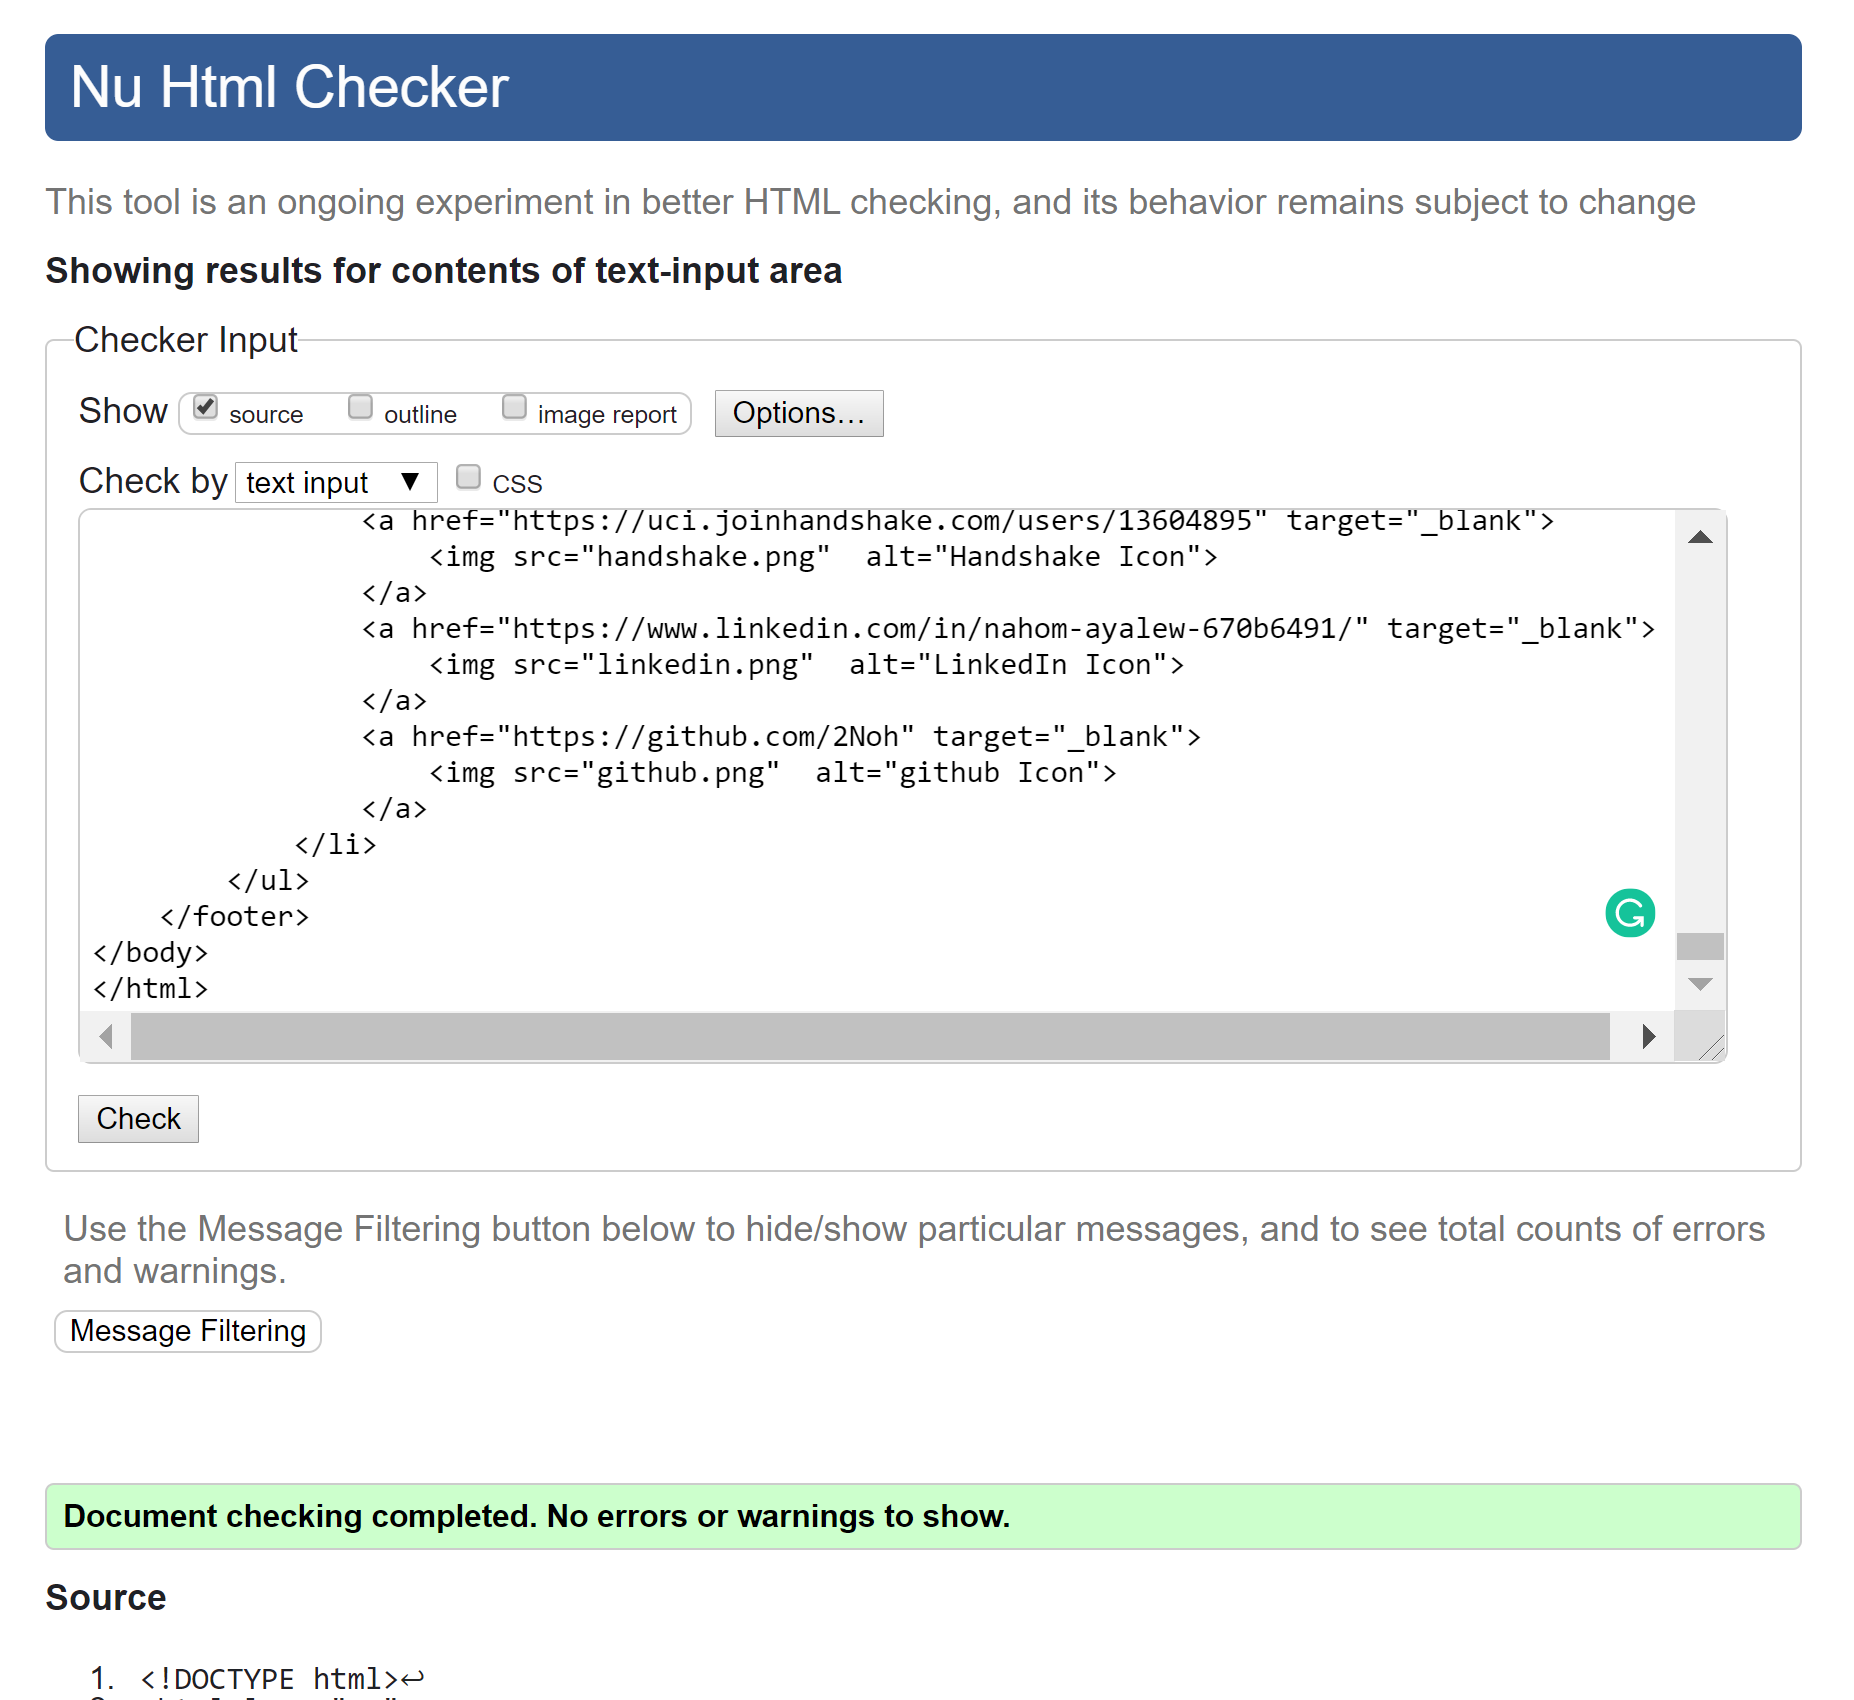 Nu Html Checker
This tool is an ongoing experiment in better HTML checking, and its behavior remains subject to change
Showing results for contents of text-input area
Checker Input
Show source outline image report Options…
Check by text input CSS
<a href="https://uci.joinhandshake.com/users/13604895" target="_blank">
<img src="handshake.png"  alt="Handshake Icon">
</a>
<a href="https://www.linkedin.com/in/nahom-ayalew-670b6491/" target="_blank">
<img src="linkedin.png"  alt="LinkedIn Icon">
</a>
<a href="https://github.com/2Noh" target="_blank">
<img src="github.png"  alt="github Icon">
</a>
</li>
</ul>
</footer>
</body>
</html>
Check
Use the Message Filtering button below to hide/show particular messages, and to see total counts of errors
and warnings.
Message Filtering
Document checking completed. No errors or warnings to show.
Source
1. <!DOCTYPE html>↩